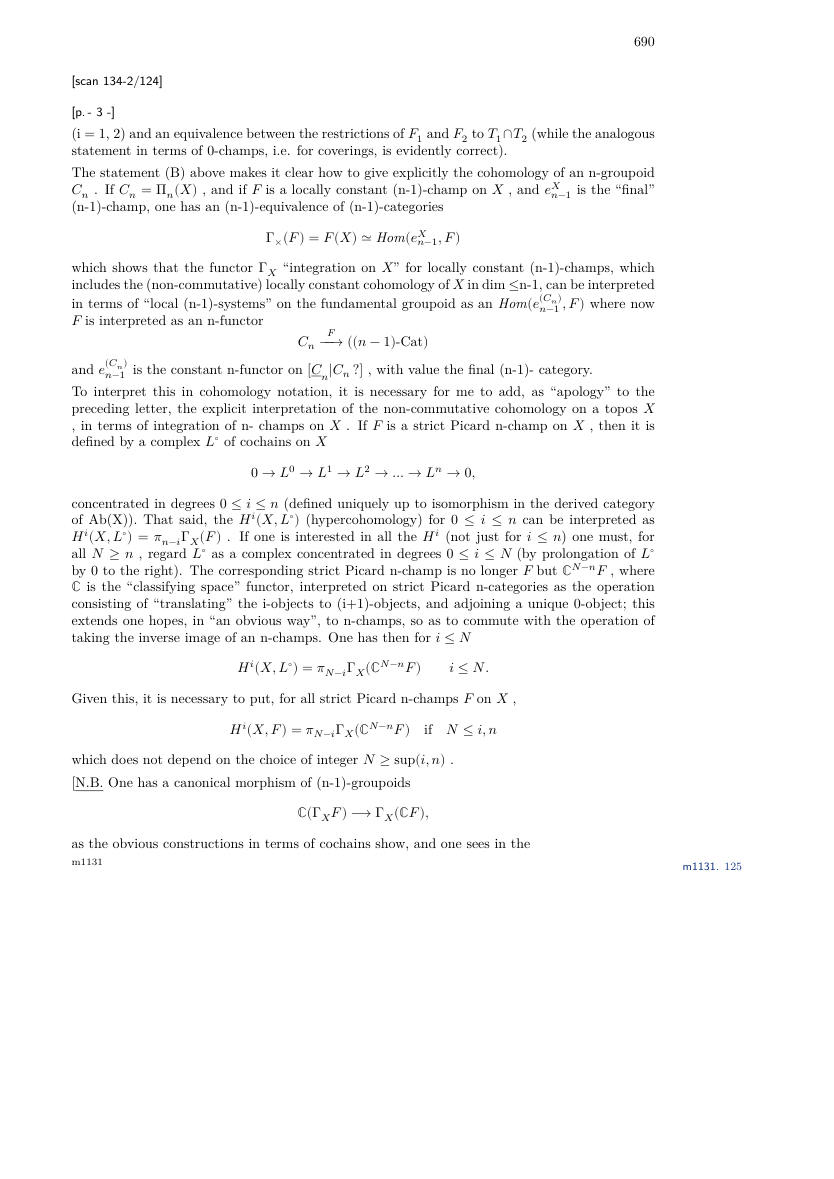 690
[scan 134-2/124]
[p. - 3 -]
(i = 1, 2) and an equivalence between the restrictions of F₁ and F₂ to T₁∩T₂ (while the analogous
statement in terms of 0-champs, i.e. for coverings, is evidently correct).
The statement (B) above makes it clear how to give explicitly the cohomology of an n-groupoid
Cₙ . If Cₙ = Πₙ(X) , and if F is a locally constant (n-1)-champ on X , and e^X_{n−1} is the “final”
(n-1)-champ, one has an (n-1)-equivalence of (n-1)-categories
Γ_×(F) = F(X) ≃ Hom(e^X_{n−1}, F)
which shows that the functor Γ_X “integration on X” for locally constant (n-1)-champs, which
includes the (non-commutative) locally constant cohomology of X in dim ≤n-1, can be interpreted
in terms of “local (n-1)-systems” on the fundamental groupoid as an Hom(e^{(Cₙ)}_{n−1}, F) where now
F is interpreted as an n-functor
Cₙ —F→ ((n − 1)-Cat)
and e^{(Cₙ)}_{n−1} is the constant n-functor on [C̲ₙ|Cₙ ?] , with value the final (n-1)- category.
To interpret this in cohomology notation, it is necessary for me to add, as “apology” to the
preceding letter, the explicit interpretation of the non-commutative cohomology on a topos X
, in terms of integration of n- champs on X . If F is a strict Picard n-champ on X , then it is
defined by a complex L° of cochains on X
0 → L⁰ → L¹ → L² → ... → Lⁿ → 0,
concentrated in degrees 0 ≤ i ≤ n (defined uniquely up to isomorphism in the derived category
of Ab(X)). That said, the Hⁱ(X, L°) (hypercohomology) for 0 ≤ i ≤ n can be interpreted as
Hⁱ(X, L°) = π_{n−i}Γ_X(F) . If one is interested in all the Hⁱ (not just for i ≤ n) one must, for
all N ≥ n , regard L° as a complex concentrated in degrees 0 ≤ i ≤ N (by prolongation of L°
by 0 to the right). The corresponding strict Picard n-champ is no longer F but ℂ^{N−n}F , where
ℂ is the “classifying space” functor, interpreted on strict Picard n-categories as the operation
consisting of “translating” the i-objects to (i+1)-objects, and adjoining a unique 0-object; this
extends one hopes, in “an obvious way”, to n-champs, so as to commute with the operation of
taking the inverse image of an n-champs. One has then for i ≤ N
Hⁱ(X, L°) = π_{N−i}Γ_X(ℂ^{N−n}F) i ≤ N.
Given this, it is necessary to put, for all strict Picard n-champs F on X ,
Hⁱ(X, F) = π_{N−i}Γ_X(ℂ^{N−n}F) if N ≤ i, n
which does not depend on the choice of integer N ≥ sup(i, n) .
[N.B. One has a canonical morphism of (n-1)-groupoids
ℂ(Γ_X F) ⟶ Γ_X(ℂF),
as the obvious constructions in terms of cochains show, and one sees in the
m1131
m1131. 125